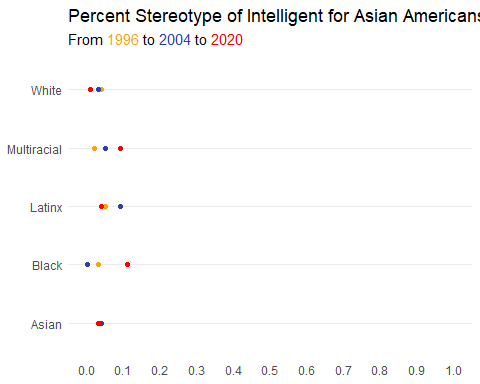 Percent Stereotype of Intelligent for Asian Americans
From 1996 to 2004 to 2020
White
Multiracial
Latinx
Black
Asian
0.0 0.1 0.2 0.3 0.4 0.5 0.6 0.7 0.8 0.9 1.0